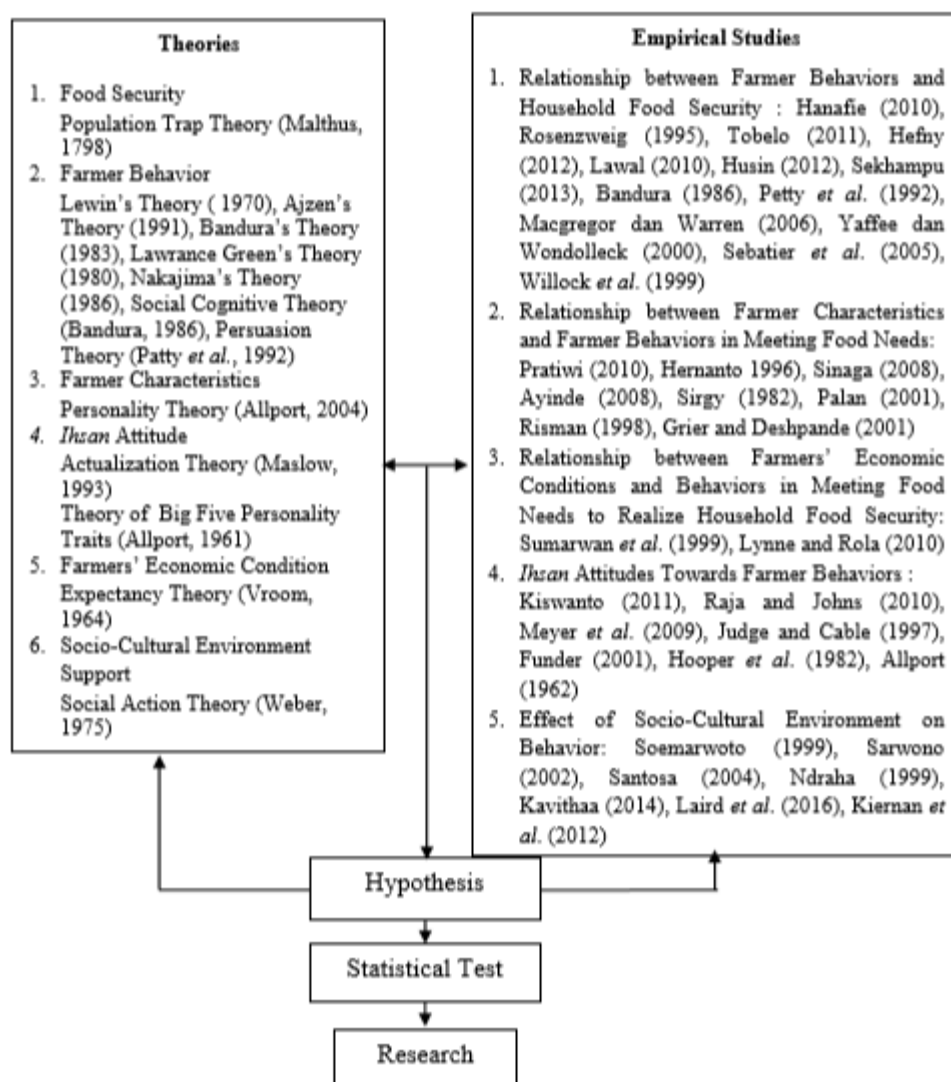 Theories
1. Food Security
Population Trap Theory (Malthus,
1798)
2. Farmer Behavior
Lewin's Theory ( 1970), Ajzen's
Theory (1991), Bandura's Theory
(1983), Lawrance Green's Theory
(1980), Nakajima's Theory
(1986), Social Cognitive Theory
(Bandura, 1986), Persuasion
Theory (Patty et al., 1992)
3. Farmer Characteristics
Personality Theory (Allport, 2004)
4. Ihsan Attitude
Actualization Theory (Maslow,
1993)
Theory of Big Five Personality
Traits (Allport, 1961)
5. Farmers' Economic Condition
Expectancy Theory (Vroom,
1964)
6. Socio-Cultural Environment
Support
Social Action Theory (Weber,
1975)
Empirical Studies
1. Relationship between Farmer Behaviors and
Household Food Security : Hanafie (2010),
Rosenzweig (1995), Tobelo (2011), Hefny
(2012), Lawal (2010), Husin (2012), Sekhampu
(2013), Bandura (1986), Petty et al. (1992),
Macgregor dan Warren (2006), Yaffee dan
Wondolleck (2000), Sebatier et al. (2005),
Willock et al. (1999)
2. Relationship between Farmer Characteristics
and Farmer Behaviors in Meeting Food Needs:
Pratiwi (2010), Hernanto 1996), Sinaga (2008),
Ayinde (2008), Sirgy (1982), Palan (2001),
Risman (1998), Grier and Deshpande (2001)
3. Relationship between Farmers' Economic
Conditions and Behaviors in Meeting Food
Needs to Realize Household Food Security:
Sumarwan et al. (1999), Lynne and Rola (2010)
4. Ihsan Attitudes Towards Farmer Behaviors :
Kiswanto (2011), Raja and Johns (2010),
Meyer et al. (2009), Judge and Cable (1997),
Funder (2001), Hooper et al. (1982), Allport
(1962)
5. Effect of Socio-Cultural Environment on
Behavior: Soemarwoto (1999), Sarwono
(2002), Santosa (2004), Ndraha (1999),
Kavithaa (2014), Laird et al. (2016), Kiernan et
al. (2012)
Hypothesis
Statistical Test
Research